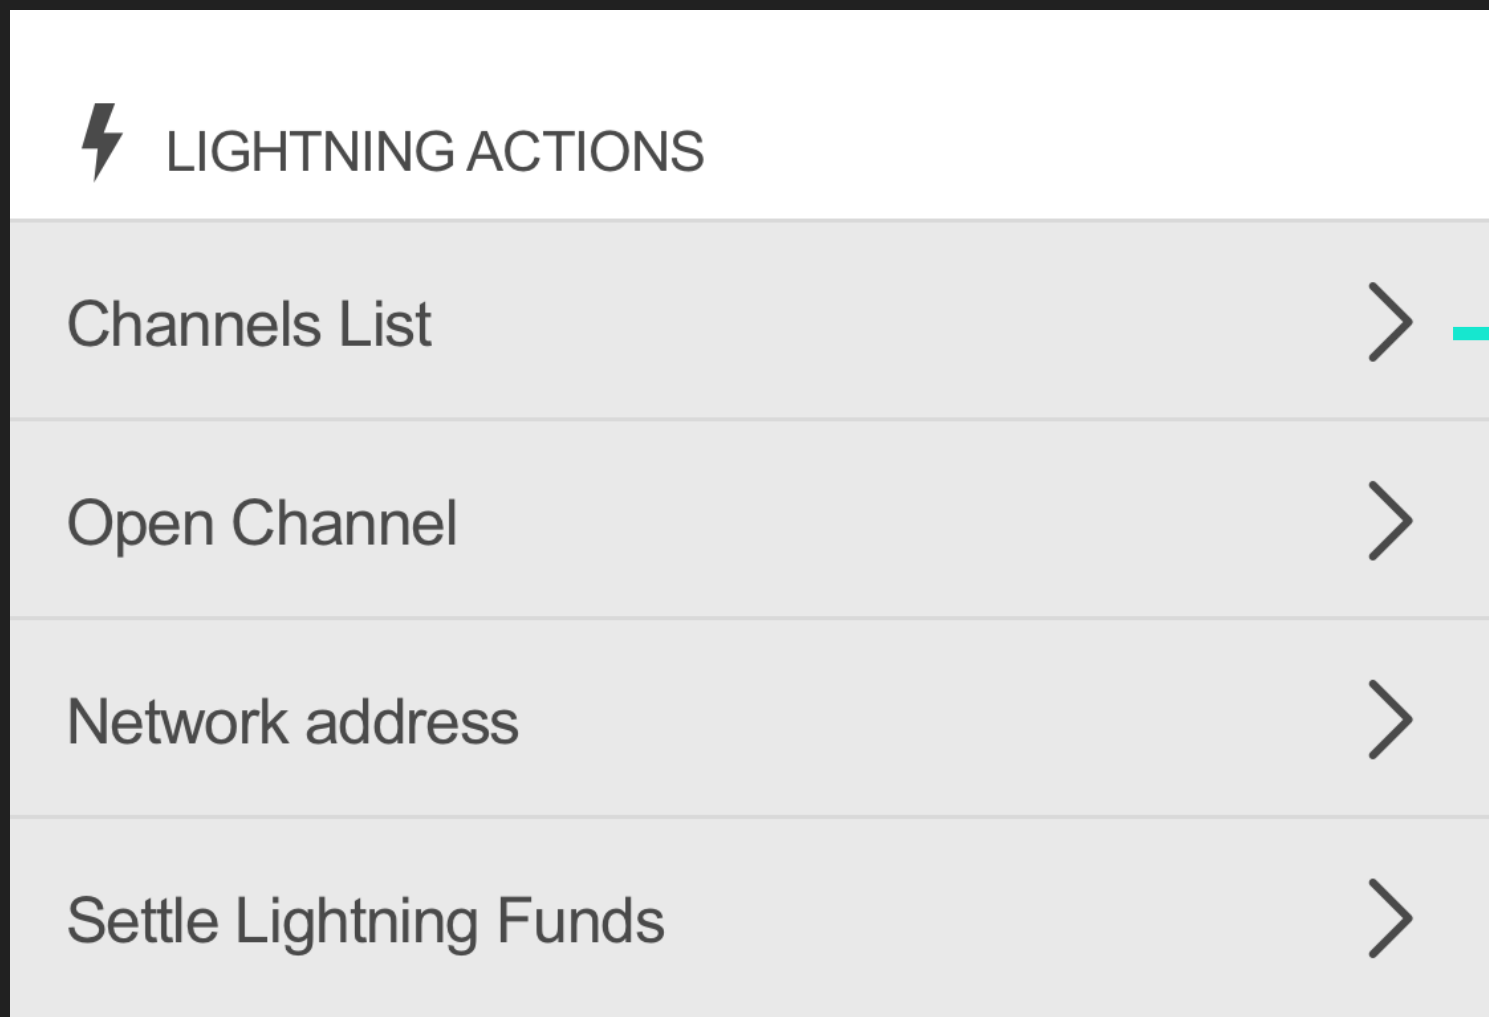 LIGHTNING ACTIONS
Channels List
Open Channel
Network address
Settle Lightning Funds